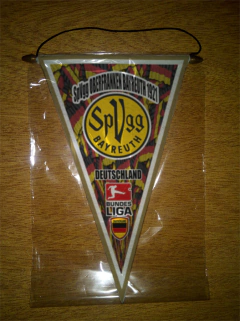 SpVgg OBERFRANKEN BAYREUTH 1921
SpVgg
BAYREUTH
DEUTSCHLAND
BUNDES
LIGA